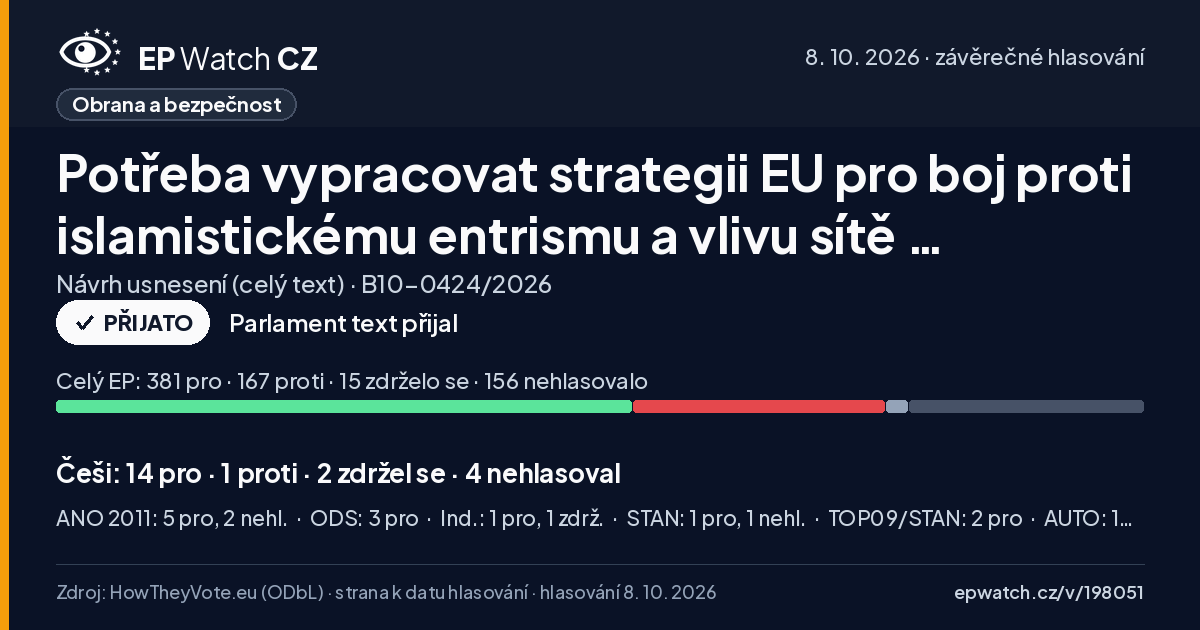 EP Watch CZ
8. 10. 2026 · závěrečné hlasování
Obrana a bezpečnost
Potřeba vypracovat strategii EU pro boj proti
islamistickému entrismu a vlivu sítě ...
Návrh usnesení (celý text) · B10-0424/2026
✓ PŘIJATO Parlament text přijal
Celý EP: 381 pro · 167 proti · 15 zdrželo se · 156 nehlasovalo
Češi: 14 pro · 1 proti · 2 zdržel se · 4 nehlasoval
ANO 2011: 5 pro, 2 nehl. · ODS: 3 pro · Ind.: 1 pro, 1 zdrž. · STAN: 1 pro, 1 nehl. · TOP09/STAN: 2 pro · AUTO: 1...
Zdroj: HowTheyVote.eu (ODbL) · strana k datu hlasování · hlasování 8. 10. 2026
epwatch.cz/v/198051